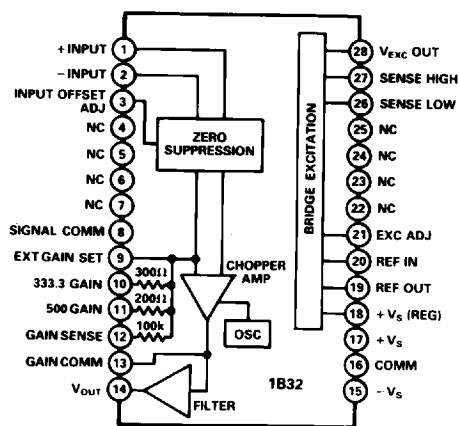 + INPUT 1
- INPUT 2
INPUT OFFSET
ADJ 3
NC 4
NC 5
NC 6
NC 7
SIGNAL COMM 8
EXT GAIN SET 9
333.3 GAIN 10
500 GAIN 11
GAIN SENSE 12
GAIN COMM 13
VOUT 14
ZERO
SUPPRESSION
300Ω
200Ω
100k
CHOPPER
AMP
OSC
FILTER
1B32
BRIDGE EXCITATION
28 VEXC OUT
27 SENSE HIGH
26 SENSE LOW
25 NC
24 NC
23 NC
22 NC
21 EXC ADJ
20 REF IN
19 REF OUT
18 + VS (REG)
17 + VS
16 COMM
15 - VS